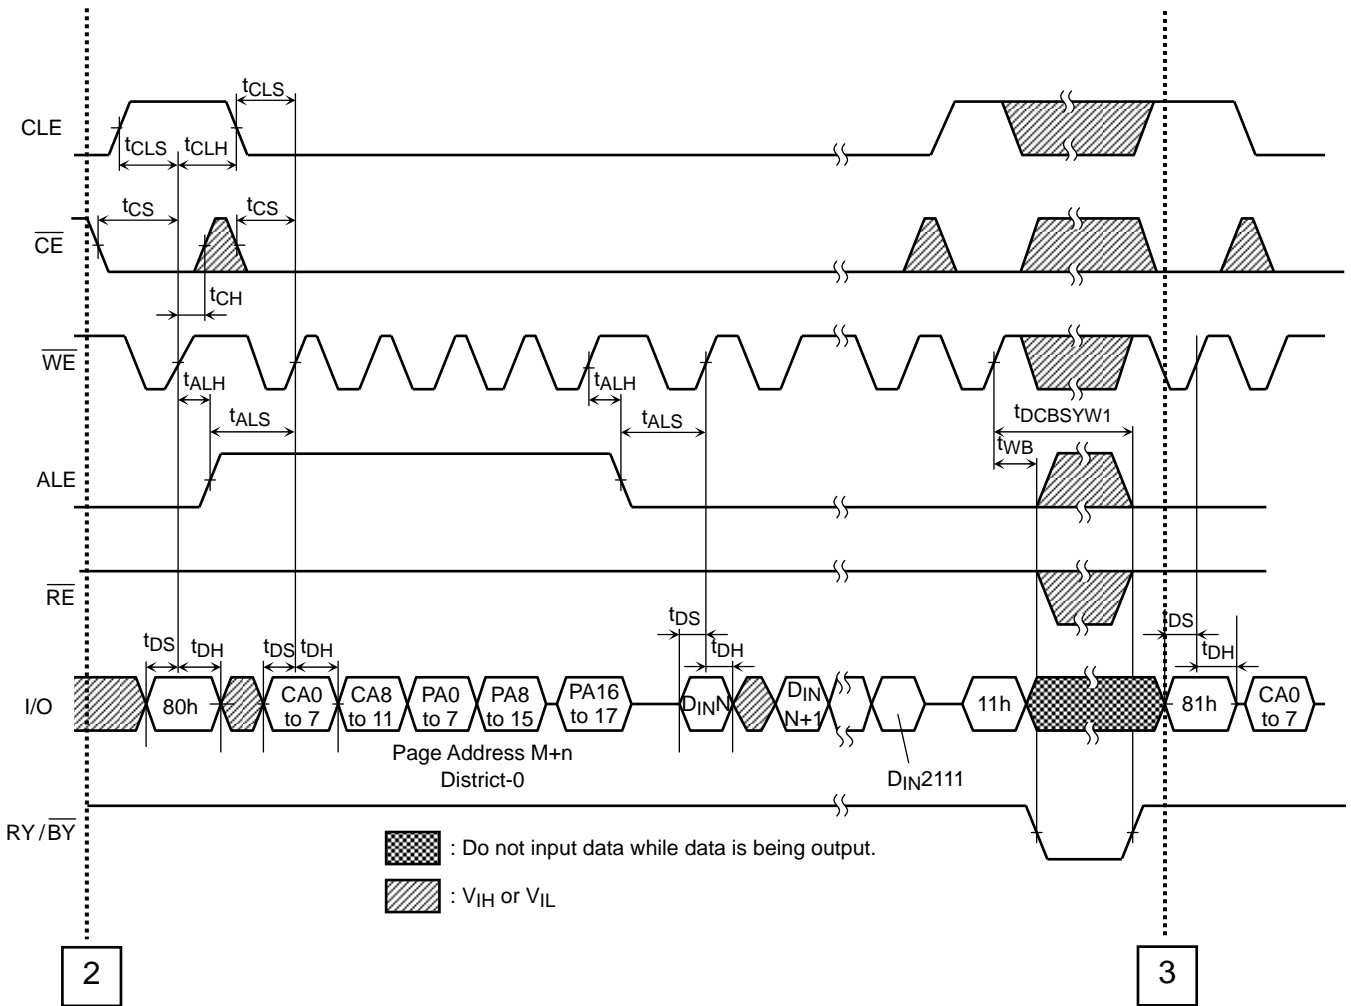 tCLS
CLE
tCLS
tCLH
tCS
tCS
CE
tCH
WE
tALH
tALH
tALS
tALS
tDCBSYW1
tWB
ALE
RE
tDS
tDH
tDS
tDH
tDS
tDH
tDS
tDH
I/O
80h
CA0 to 7
CA8 to 11
PA0 to 7
PA8 to 15
PA16 to 17
DINN
DIN N+1
11h
81h
CA0 to 7
Page Address M+n
District-0
DIN2111
RY/BY
: Do not input data while data is being output.
: VIH or VIL
2
3